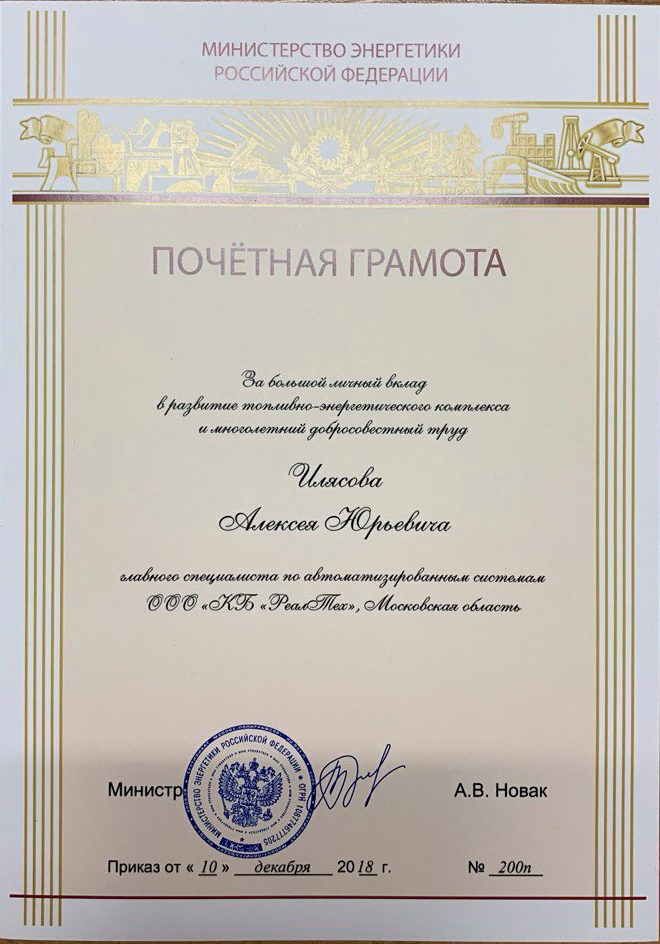 МИНИСТЕРСТВО ЭНЕРГЕТИКИ
РОССИЙСКОЙ ФЕДЕРАЦИИ
ПОЧЁТНАЯ ГРАМОТА
За большой личный вклад
в развитие топливно-энергетического комплекса
и многолетний добросовестный труд
Илясова
Алексея Юрьевича
главного специалиста по автоматизированным системам
ООО «КБ «РеалТех», Московская область
Министр
МИНИСТЕРСТВО ЭНЕРГЕТИКИ РОССИЙСКОЙ ФЕДЕРАЦИИ * ОГРН 1087746777205
А.В. Новак
Приказ от « 10 » декабря 2018 г.
№ 200п